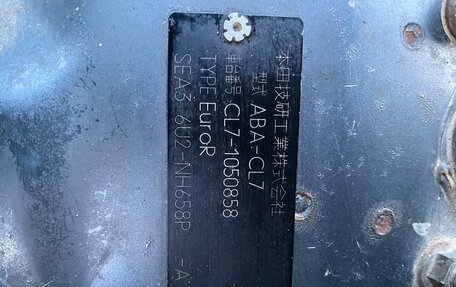 本田技研工業株式会社
型式 ABA-CL7
車台番号 CL7-1050858
TYPE EuroR
SEA5-6U2-NH658P -A